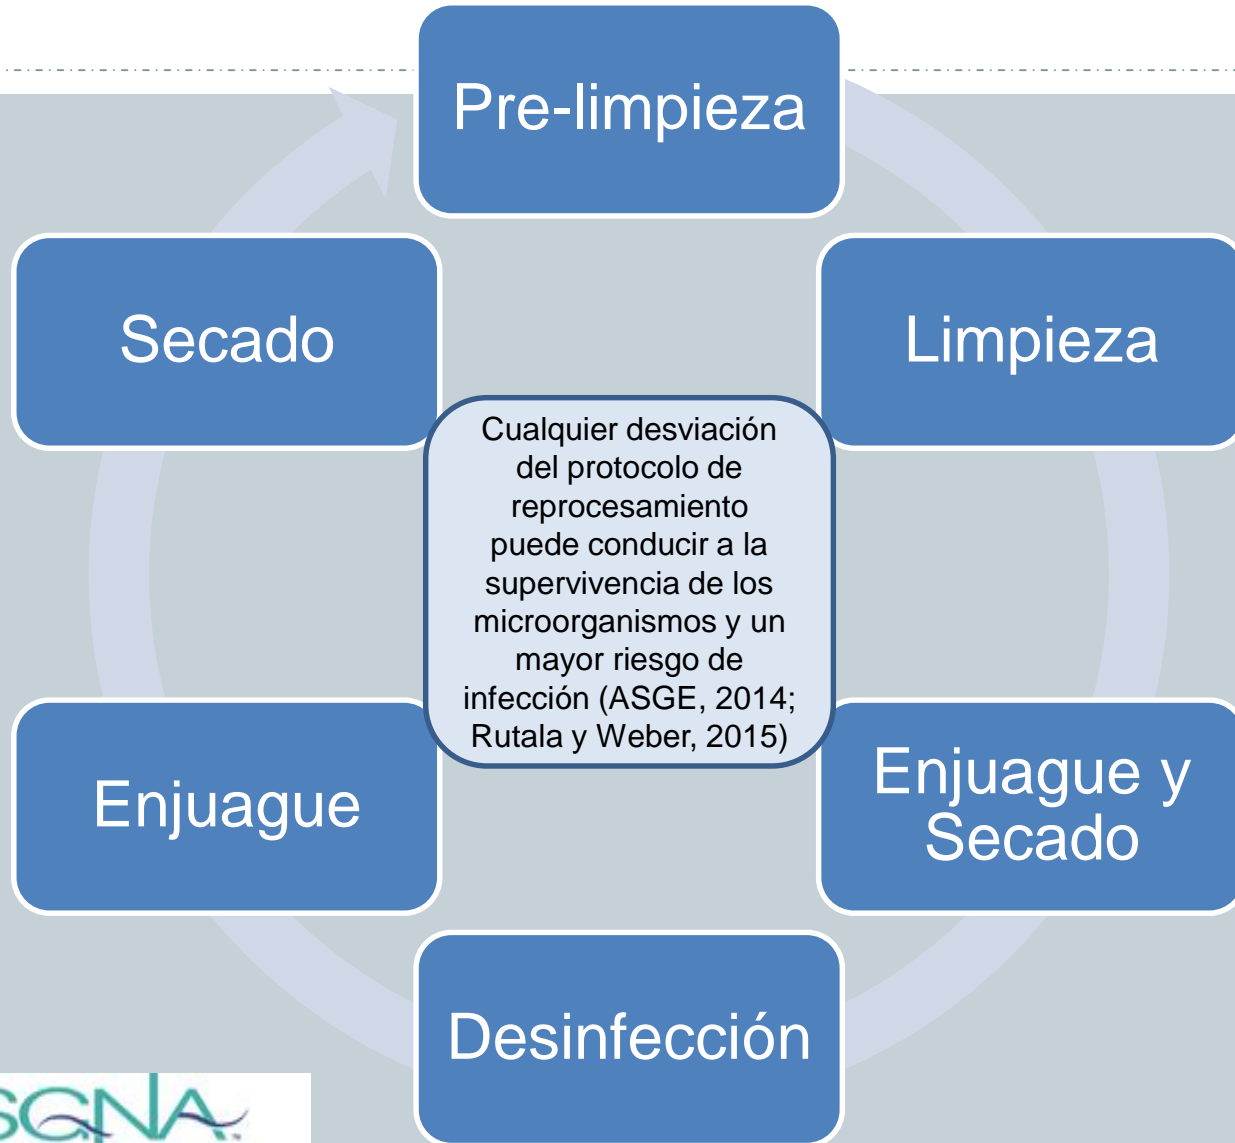 Pre-limpieza
Limpieza
Enjuague y
Secado
Desinfección
Enjuague
Secado
Cualquier desviación
del protocolo de
reprocesamiento
puede conducir a la
supervivencia de los
microorganismos y un
mayor riesgo de
infección (ASGE, 2014;
Rutala y Weber, 2015)
SGNA